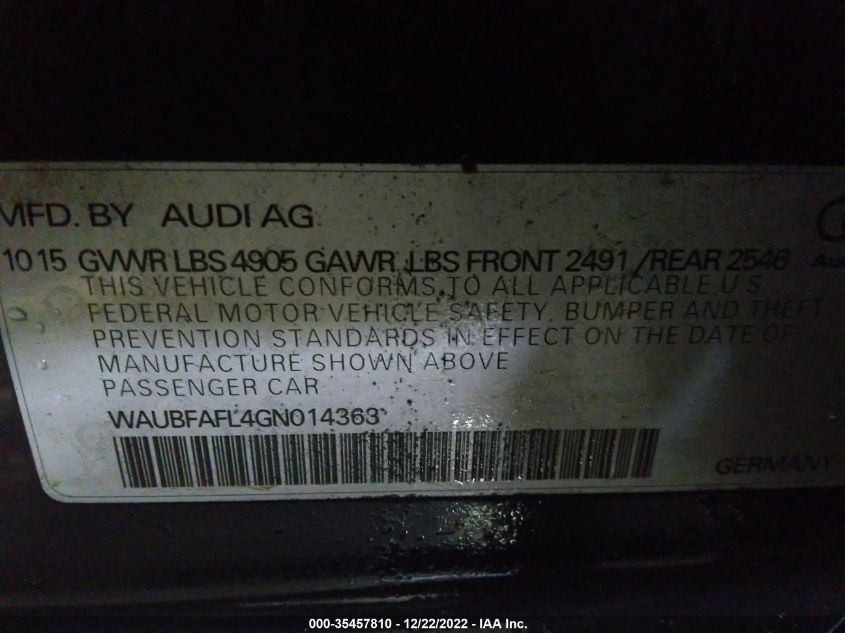 MFD. BY AUDI AG
1015 GVWR LBS 4905 GAWR LBS FRONT 2491 /REAR 2546
THIS VEHICLE CONFORMS TO ALL APPLICABLE U S
FEDERAL MOTOR VEHICLE SAFETY, BUMPER AND THEFT
PREVENTION STANDARDS IN EFFECT ON THE DATE OF
MANUFACTURE SHOWN ABOVE
PASSENGER CAR
WAUBFAFL4GN014363
GERMANY
000-35457810 - 12/22/2022 - IAA Inc.